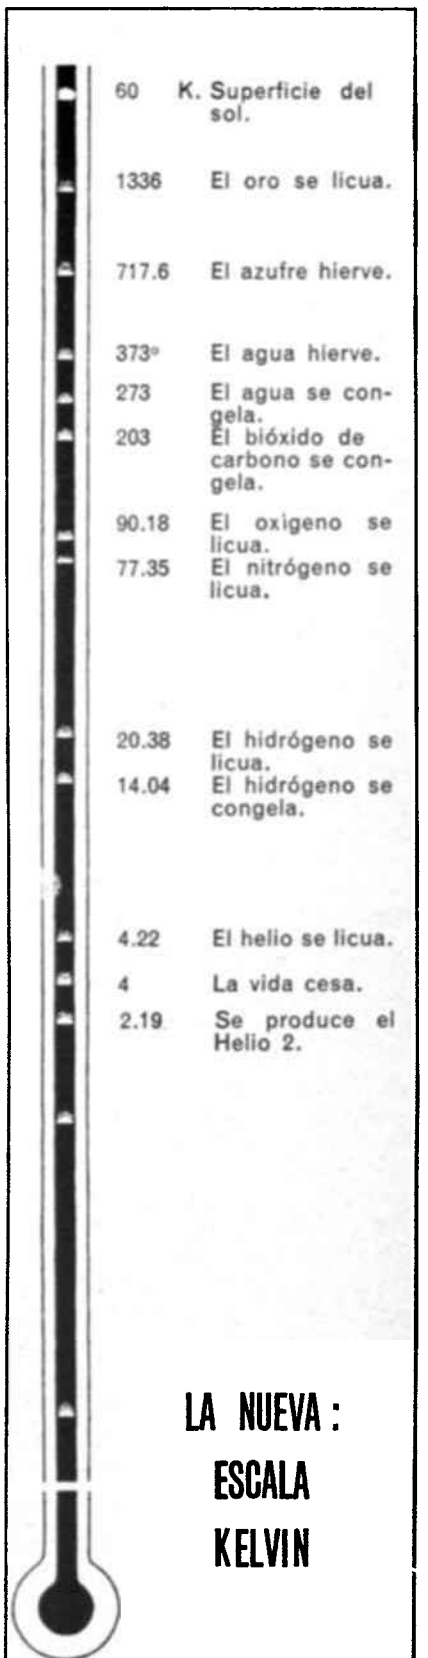 60 K. Superficie del
sol.
1336 El oro se licua.
717.6 El azufre hierve.
373º El agua hierve.
273 El agua se con-
gela.
203 El bióxido de
carbono se con-
gela.
90.18 El oxigeno se
licua.
77.35 El nitrógeno se
licua.
20.38 El hidrógeno se
licua.
14.04 El hidrógeno se
congela.
4.22 El helio se licua.
4 La vida cesa.
2.19 Se produce el
Helio 2.
LA NUEVA :
ESCALA
KELVIN